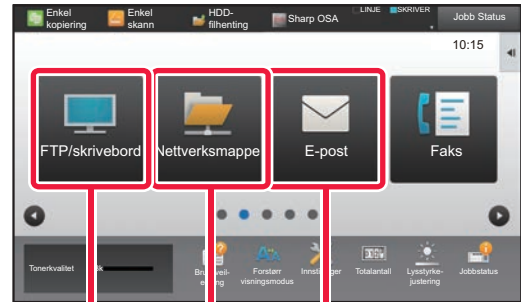 Enkel kopiering
Enkel skann
HDD-filhenting
Sharp OSA
LINJE
SKRIVER
Jobb Status
10:15
FTP/skrivebord
Nettverksmappe
E-post
Faks
Tonerkvalitet
Forstørr visningsmodus
Totalantall
Lysstyrke-justering
Jobbstatus